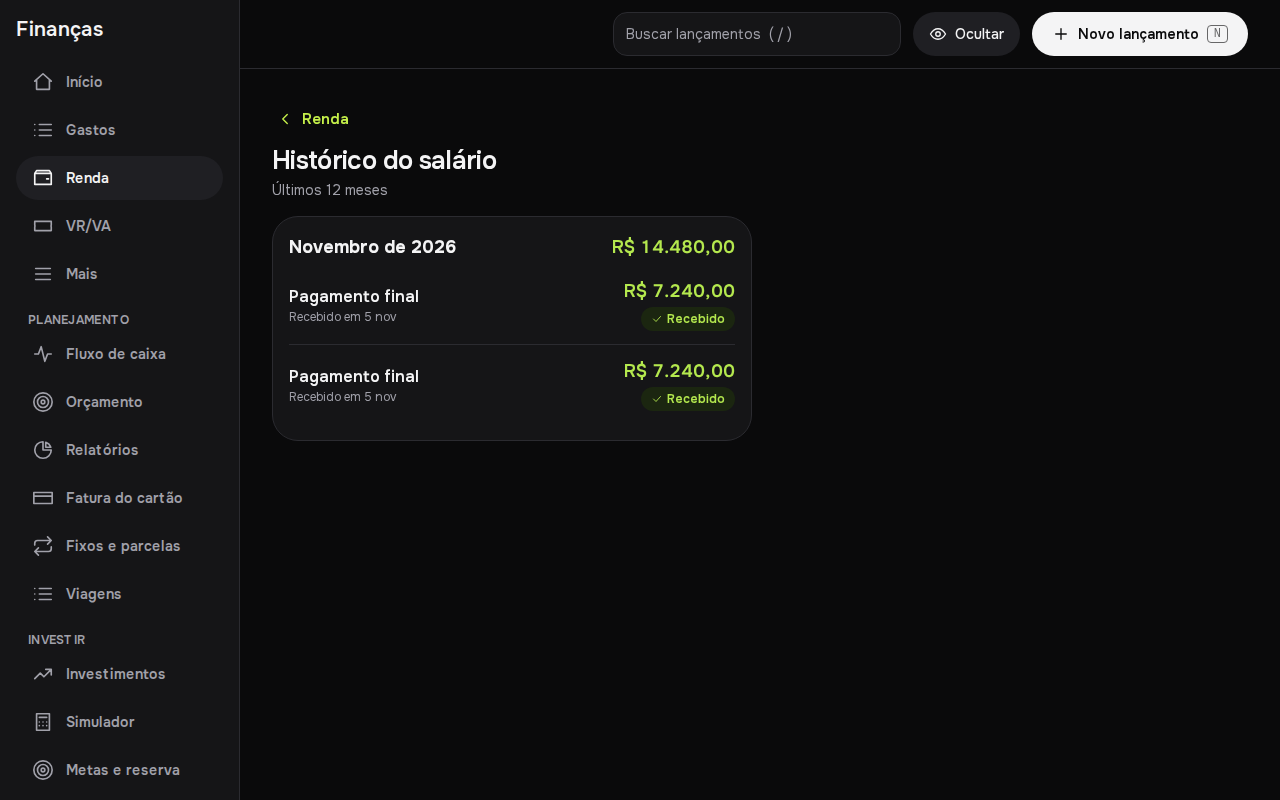 Finanças
Buscar lançamentos ( / )
Ocultar
Novo lançamento N
Início
Gastos
Renda
VR/VA
Mais
PLANEJAMENTO
Fluxo de caixa
Orçamento
Relatórios
Fatura do cartão
Fixos e parcelas
Viagens
INVESTIR
Investimentos
Simulador
Metas e reserva
Renda
Histórico do salário
Últimos 12 meses
Novembro de 2026 R$ 14.480,00
Pagamento final R$ 7.240,00
Recebido em 5 nov Recebido
Pagamento final R$ 7.240,00
Recebido em 5 nov Recebido